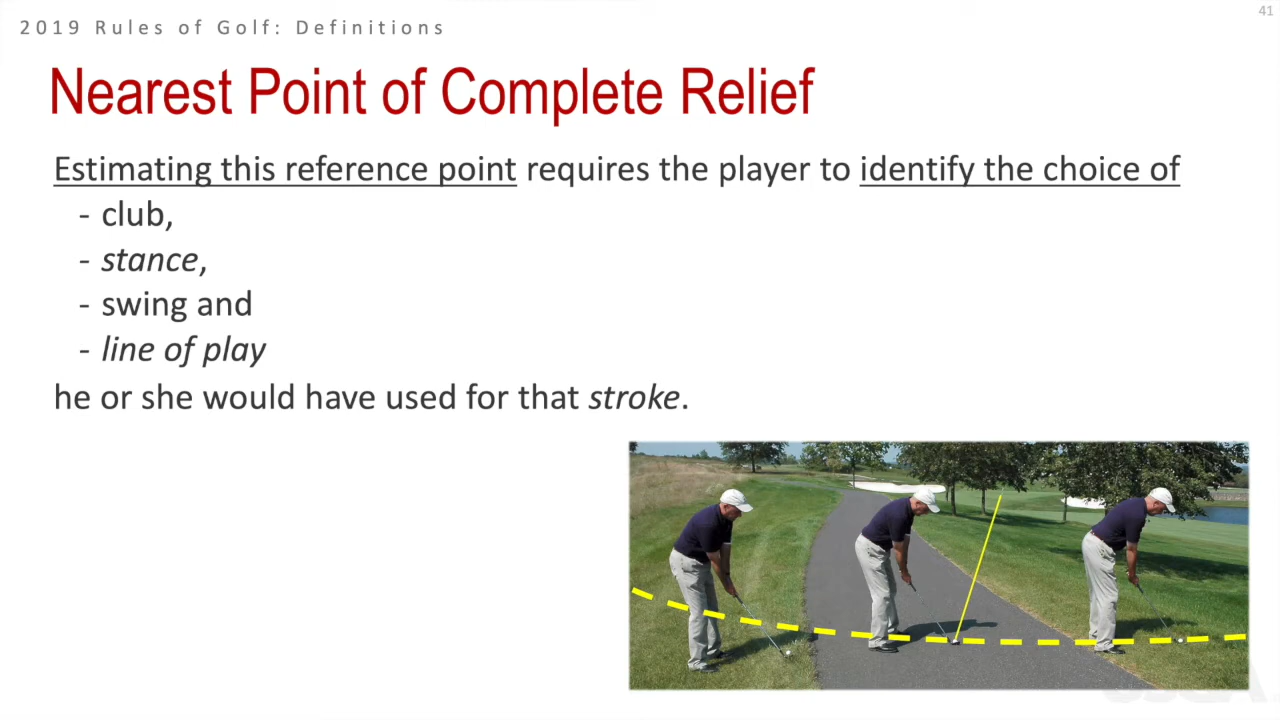 2019 Rules of Golf: Definitions
41
Nearest Point of Complete Relief
Estimating this reference point requires the player to identify the choice of
- club,
- stance,
- swing and
- line of play
he or she would have used for that stroke.